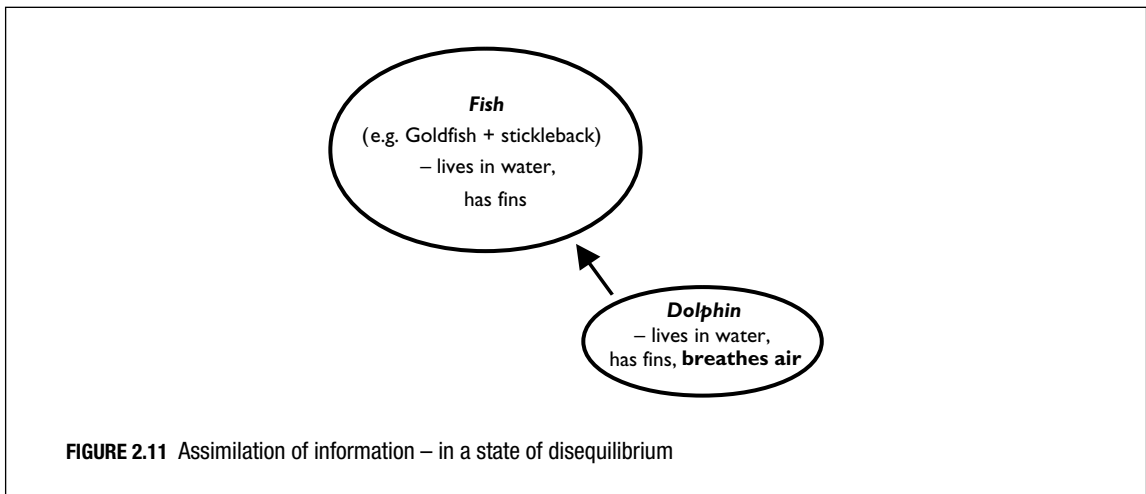 Fish
(e.g. Goldfish + stickleback)
– lives in water,
has fins
Dolphin
– lives in water,
has fins, breathes air
FIGURE 2.11 Assimilation of information – in a state of disequilibrium